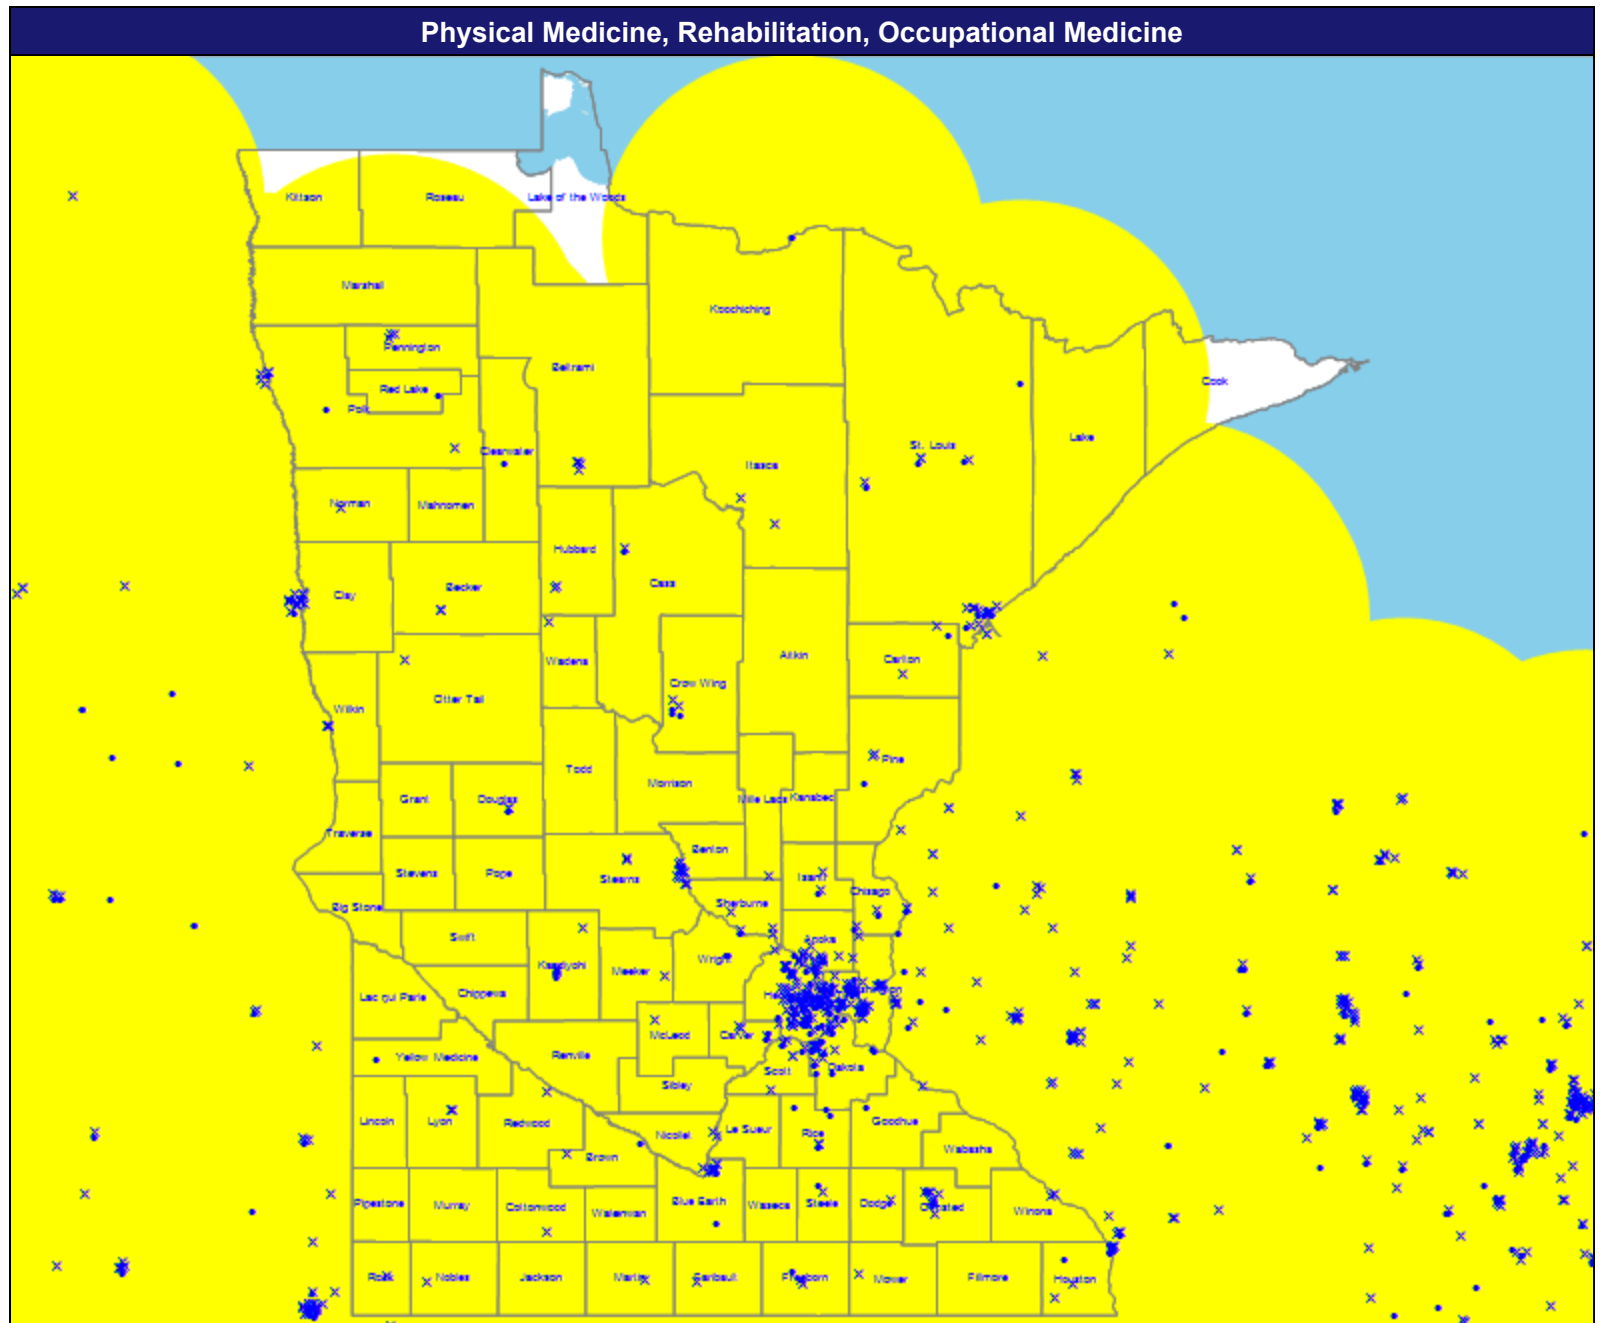 Physical Medicine, Rehabilitation, Occupational Medicine
Kittson
Roseau
Lake of the Woods
Marshall
Koochiching
Pennington
Beltrami
Red Lake
Polk
Cook
Lake
Clearwater
St. Louis
Itasca
Norman
Mahnomen
Hubbard
Cass
Clay
Becker
Wadena
Aitkin
Carlton
Crow Wing
Otter Tail
Wilkin
Pine
Todd
Morrison
Mille Lacs
Kanabec
Grant
Douglas
Traverse
Benton
Stevens
Pope
Stearns
Isanti
Chisago
Big Stone
Sherburne
Swift
Anoka
Kandiyohi
Meeker
Wright
Lac qui Parle
Chippewa
McLeod
Carver
Yellow Medicine
Renville
Scott
Dakota
Sibley
Lincoln
Lyon
Redwood
Nicollet
Le Sueur
Rice
Goodhue
Brown
Wabasha
Pipestone
Murray
Cottonwood
Watonwan
Blue Earth
Waseca
Steele
Dodge
Olmsted
Winona
Rock
Nobles
Jackson
Martin
Faribault
Freeborn
Mower
Fillmore
Houston